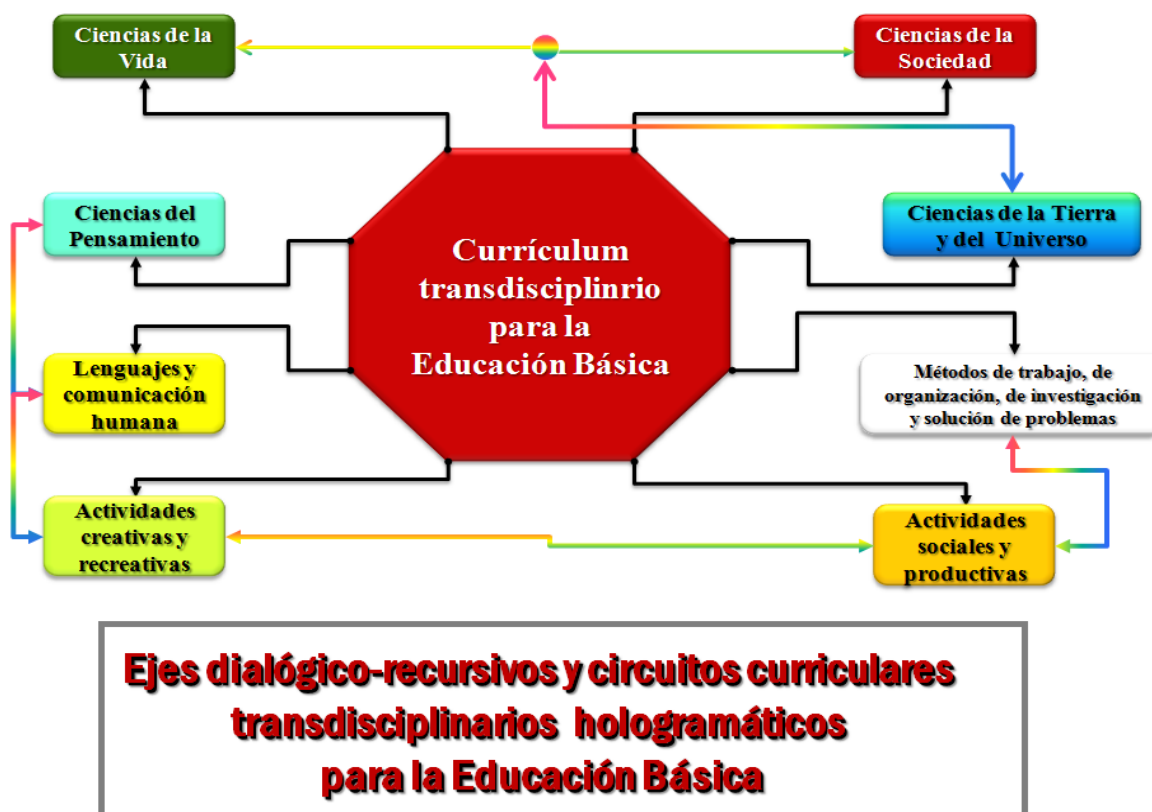 Ciencias de la
Vida
Ciencias de la
Sociedad
Ciencias del
Pensamiento
Currículum
transdisciplinrio
para la
Educación Básica
Ciencias de la Tierra
y del Universo
Lenguajes y
comunicación
humana
Métodos de trabajo, de
organización, de investigación
y solución de problemas
Actividades
creativas y
recreativas
Actividades
sociales y
productivas
Ejes dialógico-recursivos y circuitos curriculares
transdisciplinarios hologramáticos
para la Educación Básica